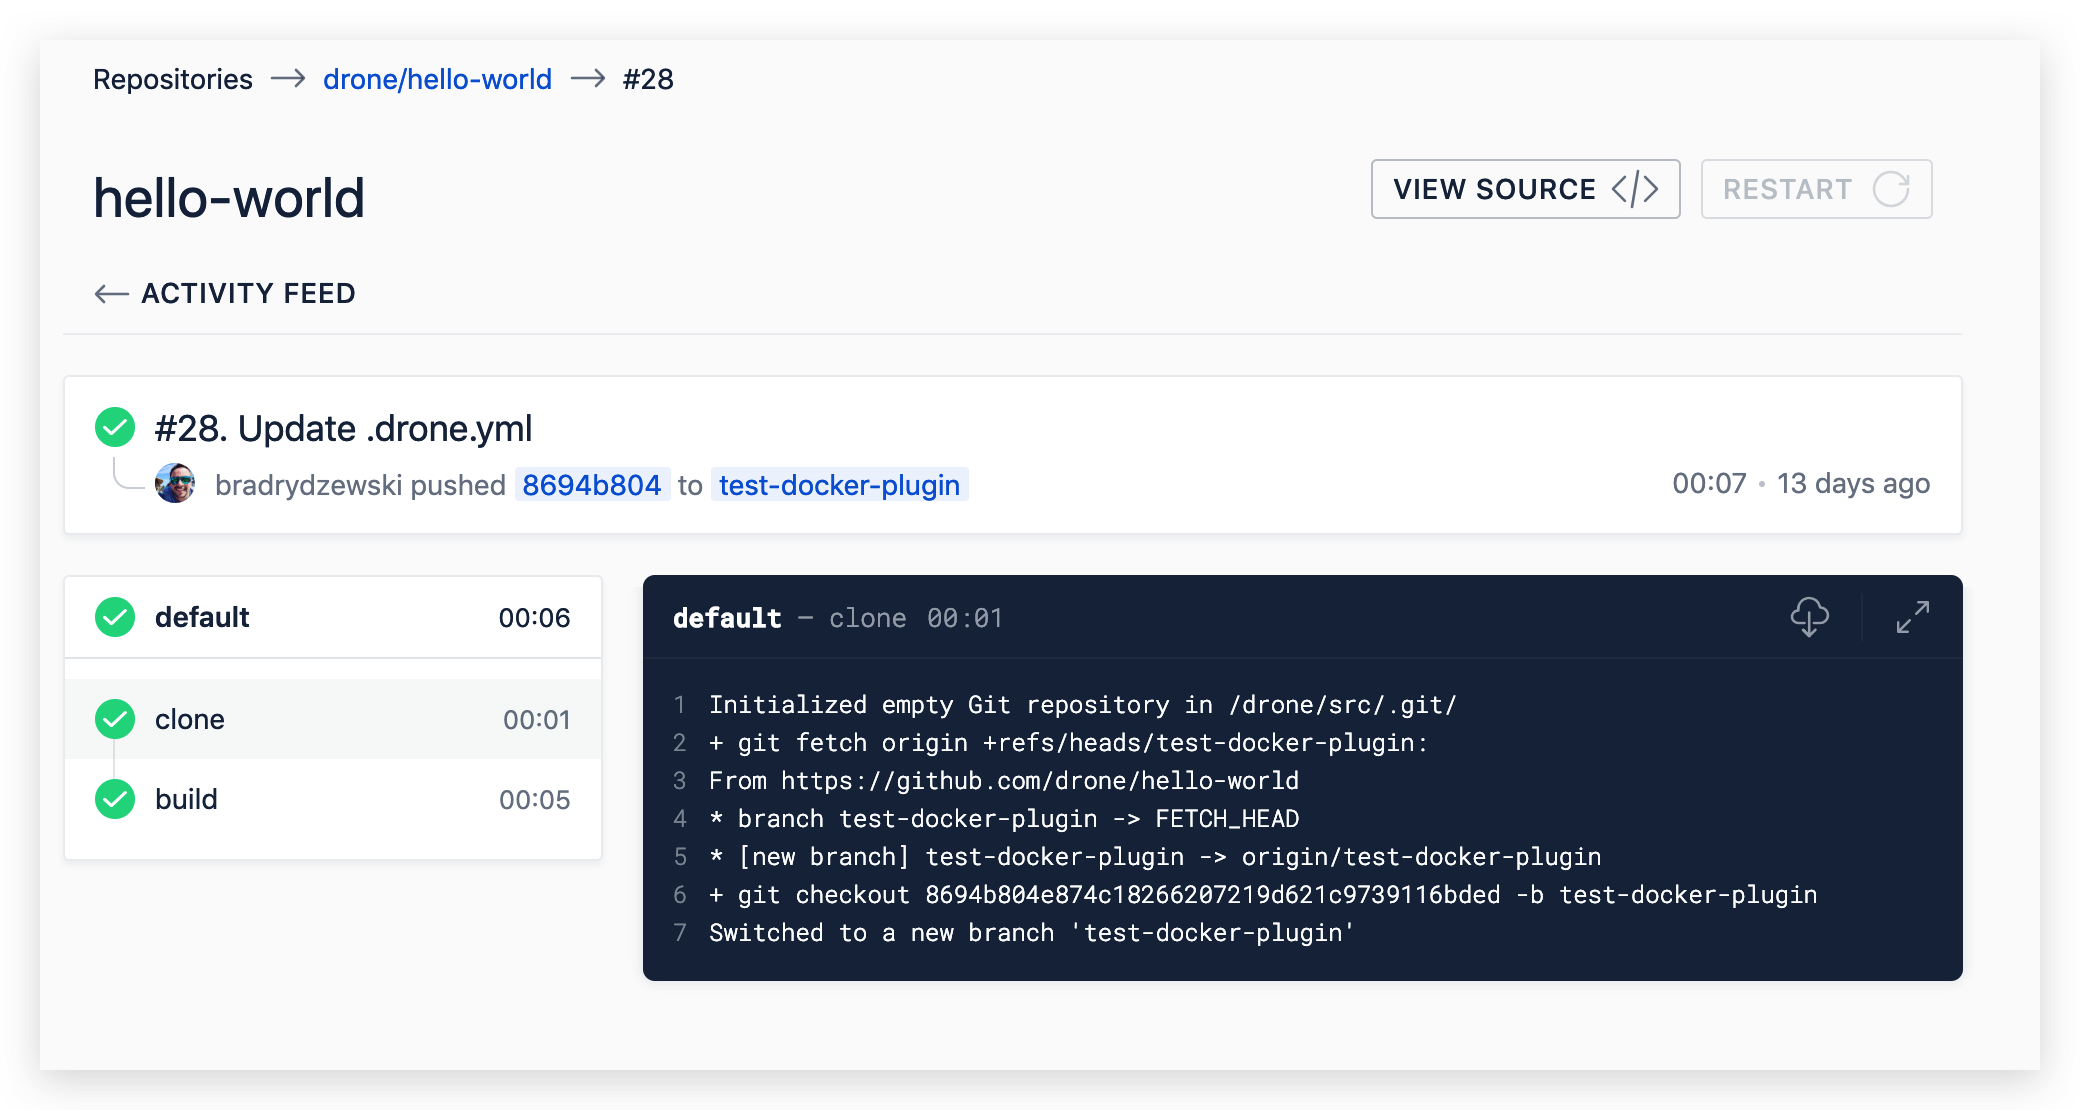 Repositories → drone/hello-world → #28
hello-world
VIEW SOURCE </>
RESTART
← ACTIVITY FEED
#28. Update .drone.yml
bradrydzewski pushed 8694b804 to test-docker-plugin
00:07 • 13 days ago
default 00:06
clone 00:01
build 00:05
default — clone 00:01
1 Initialized empty Git repository in /drone/src/.git/
2 + git fetch origin +refs/heads/test-docker-plugin:
3 From https://github.com/drone/hello-world
4 * branch test-docker-plugin -> FETCH_HEAD
5 * [new branch] test-docker-plugin -> origin/test-docker-plugin
6 + git checkout 8694b804e874c18266207219d621c9739116bded -b test-docker-plugin
7 Switched to a new branch 'test-docker-plugin'